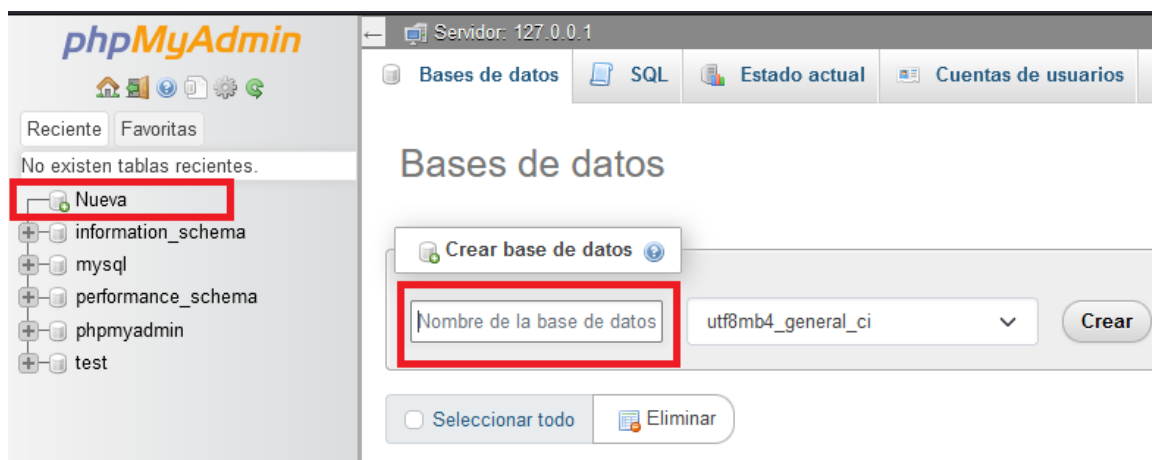 phpMyAdmin
Reciente Favoritas
No existen tablas recientes.
Nueva
information_schema
mysql
performance_schema
phpmyadmin
test
← Servidor: 127.0.0.1
Bases de datos SQL Estado actual Cuentas de usuarios
Bases de datos
Crear base de datos
Nombre de la base de datos utf8mb4_general_ci Crear
Seleccionar todo Eliminar